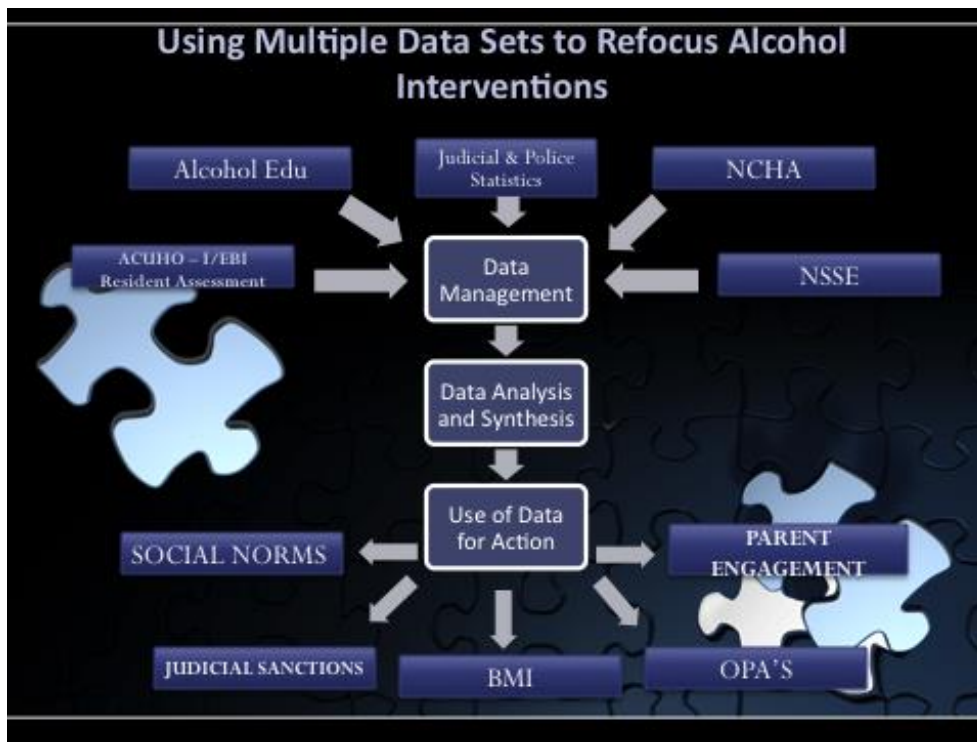 Using Multiple Data Sets to Refocus Alcohol
Interventions
Alcohol Edu
Judicial & Police
Statistics
NCHA
ACUHO – I/EBI
Resident Assessment
Data
Management
NSSE
Data Analysis
and Synthesis
Use of Data
for Action
SOCIAL NORMS
PARENT
ENGAGEMENT
JUDICIAL SANCTIONS
BMI
OPA'S